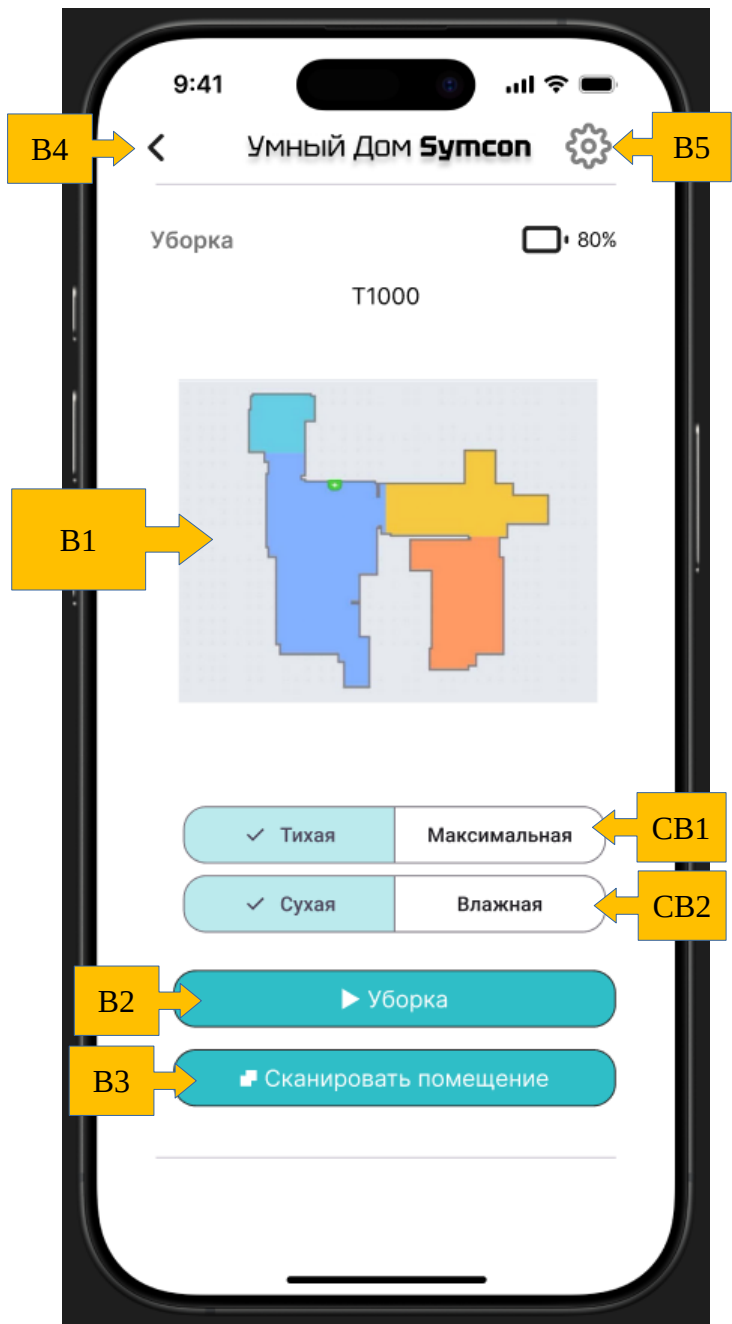 9:41
B4
Умный Дом Symcon
B5
Уборка
80%
T1000
B1
Тихая
Максимальная
CB1
Сухая
Влажная
CB2
B2
Уборка
B3
Сканировать помещение